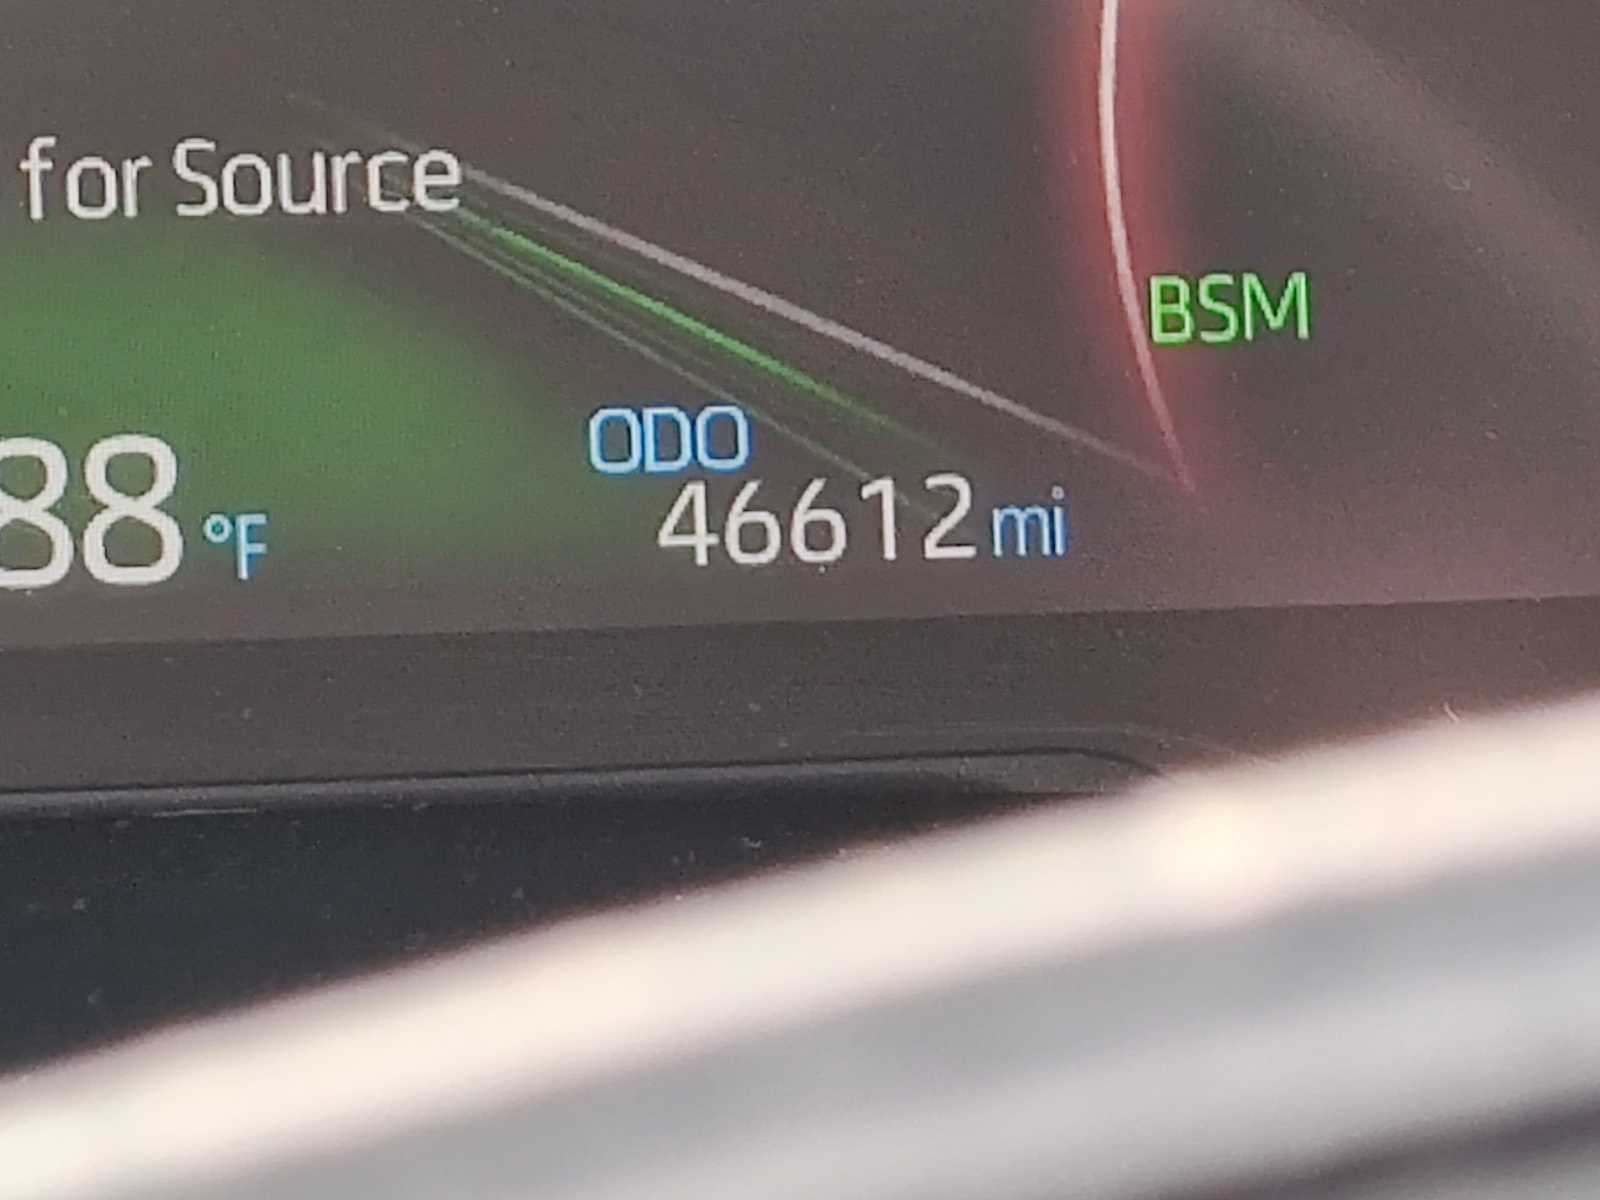 for Source
BSM
ODO
88 °F
46612 mi